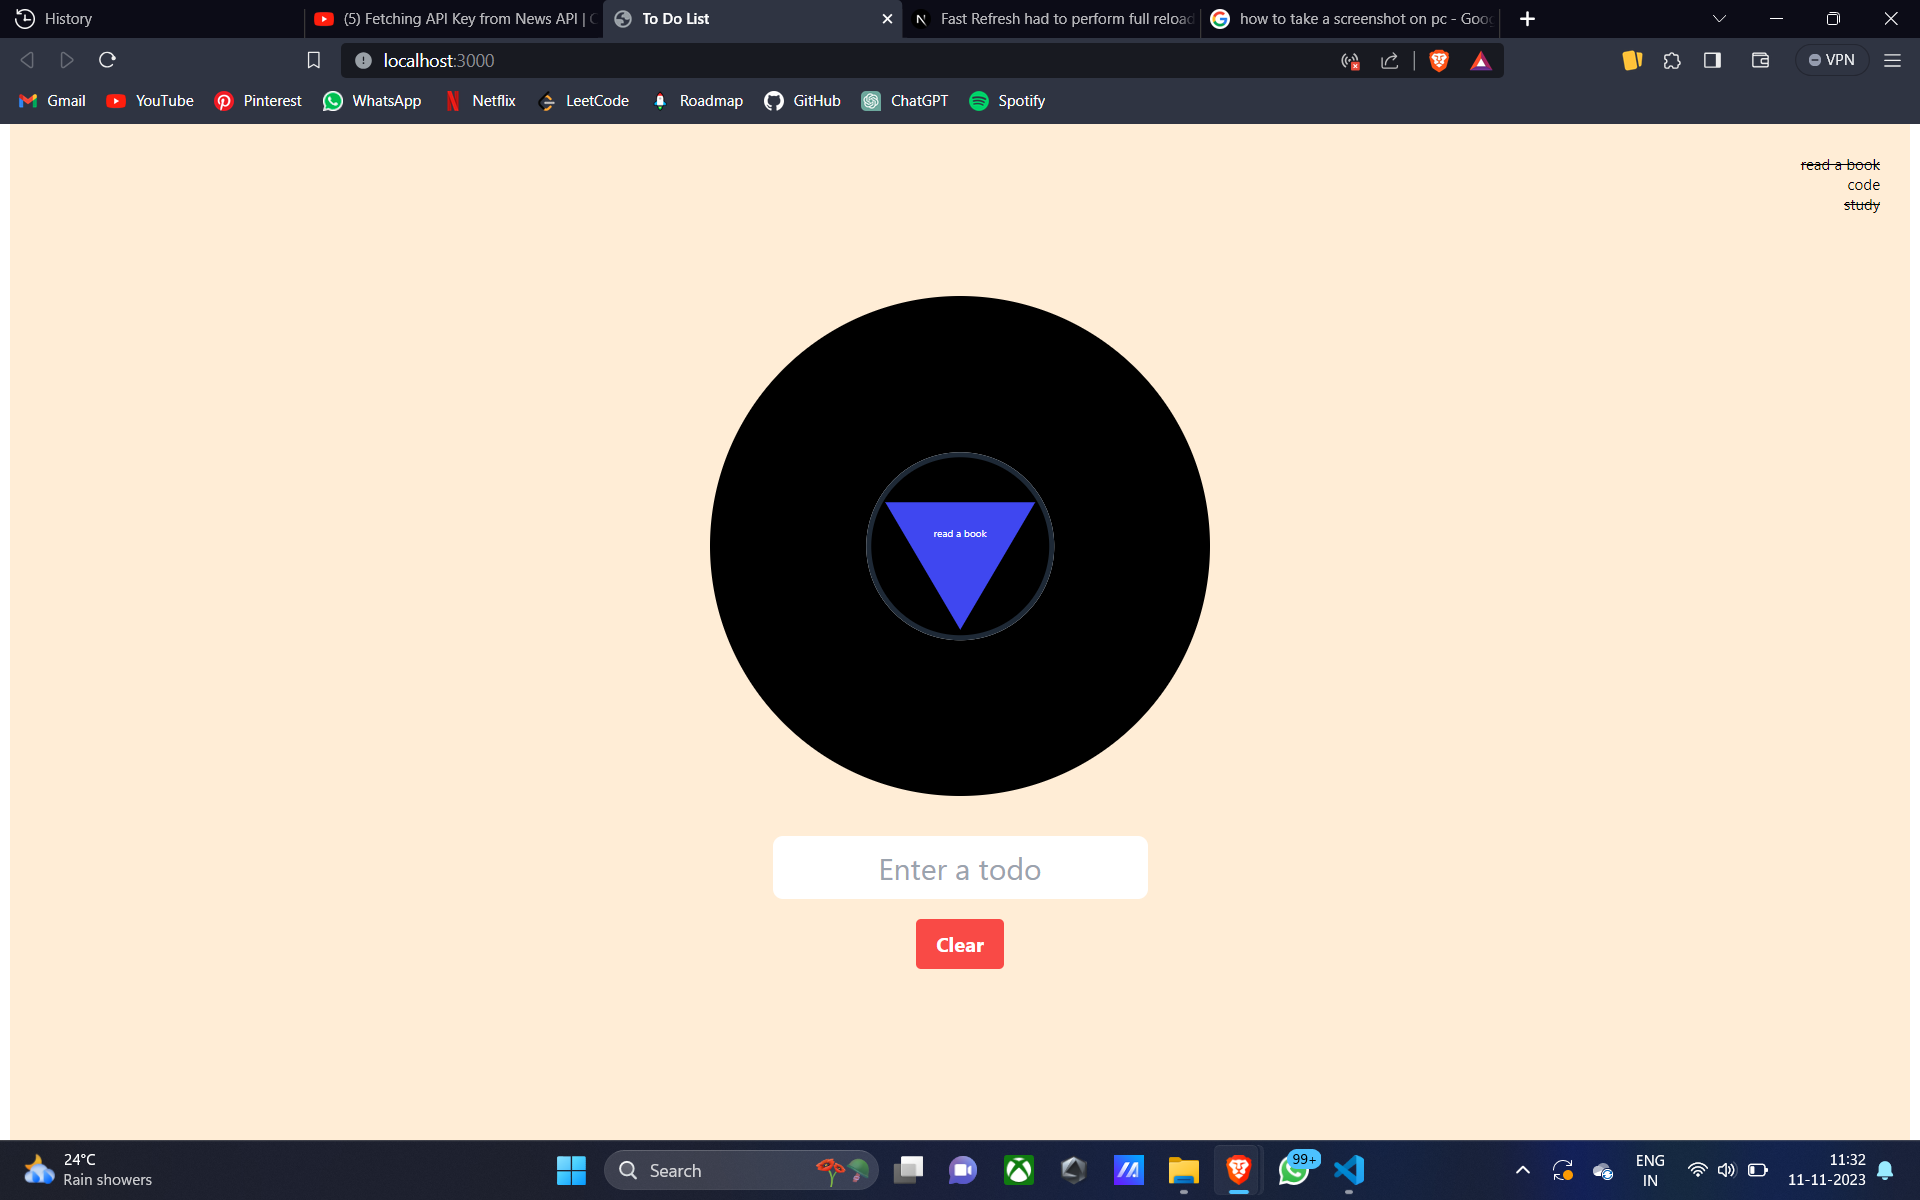 History
(5) Fetching API Key from News API |
To Do List
Fast Refresh had to perform full reload
how to take a screenshot on pc - Goo
localhost:3000
VPN
Gmail
YouTube
Pinterest
WhatsApp
Netflix
LeetCode
Roadmap
GitHub
ChatGPT
Spotify
read a book
code
study
read a book
Enter a todo
Clear
24°C
Rain showers
Search
99+
ENG
IN
11:32
11-11-2023